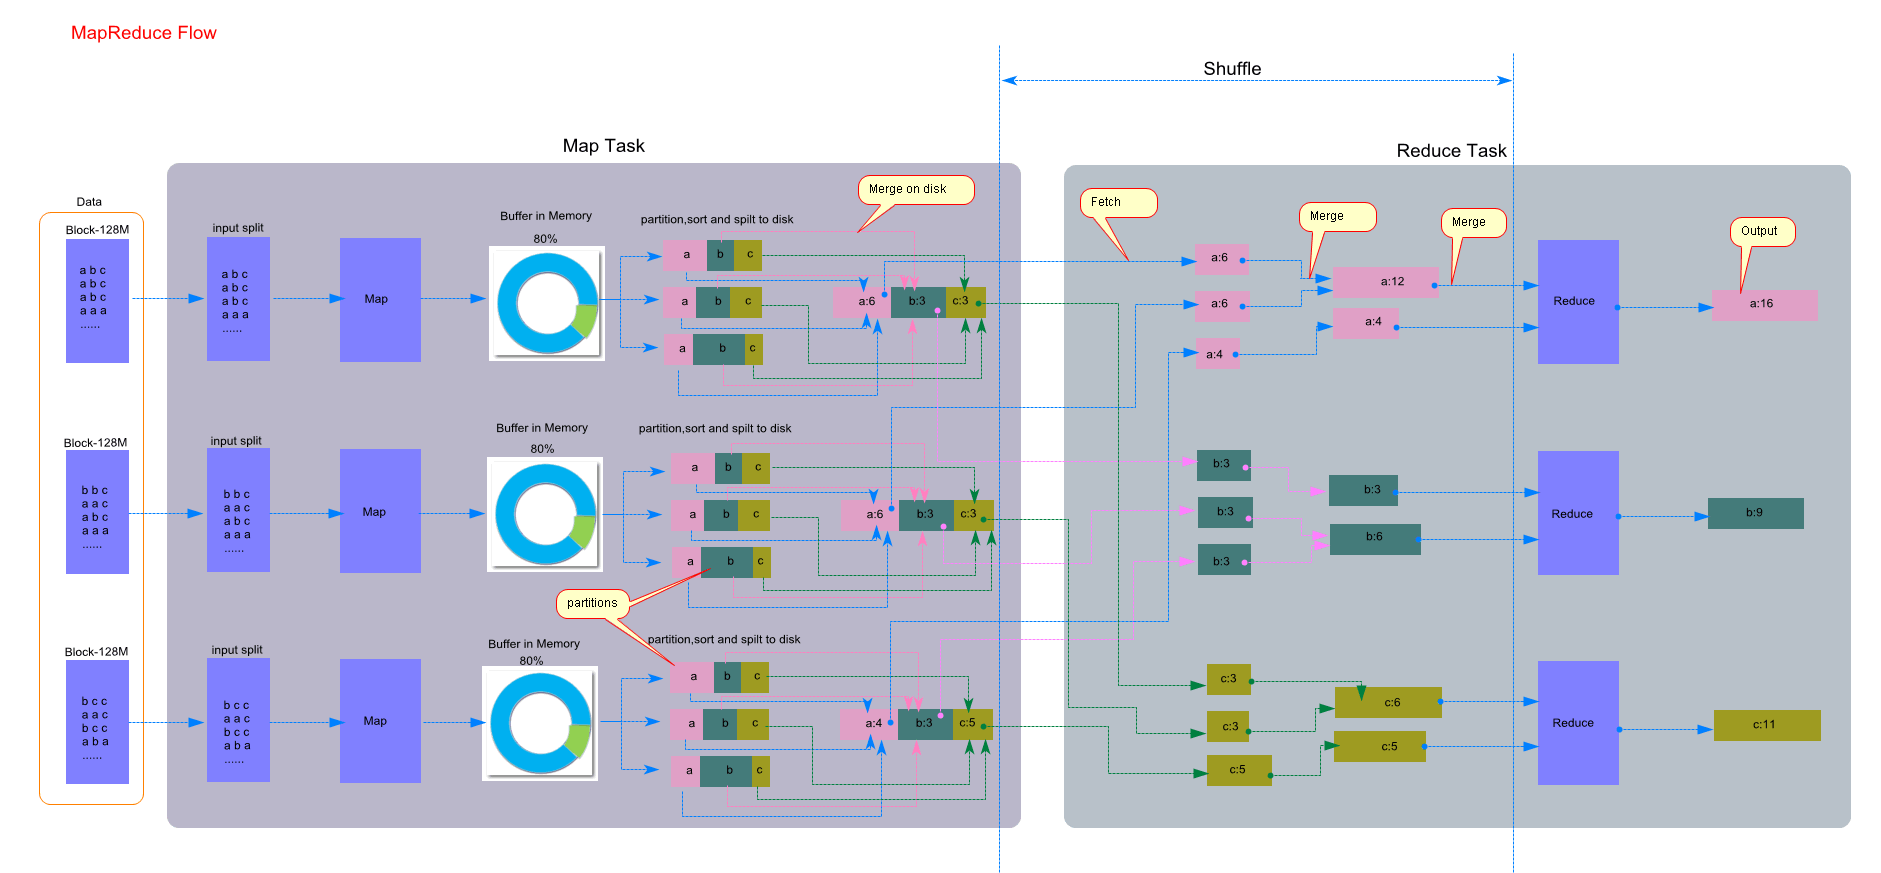 MapReduce Flow
Shuffle
Map Task
Reduce Task
Data
Block-128M
a b c
a b c
a b c
a a a
......
input split
a b c
a b c
a b c
a a a
......
Map
Buffer in Memory
80%
partition,sort and spilt to disk
Merge on disk
a b c
a b c
a b c
a:6 b:3 c:3
Block-128M
b b c
a a c
a b c
a a a
......
input split
b b c
a a c
a b c
a a a
......
Map
Buffer in Memory
80%
partition,sort and spilt to disk
a b c
a b c
a b c
a:6 b:3 c:3
partitions
Block-128M
b c c
a a c
b c c
a b a
......
input split
b c c
a a c
b c c
a b a
......
Map
Buffer in Memory
80%
partition,sort and spilt to disk
a b c
a b c
a b c
a:4 b:3 c:5
Fetch
Merge
Merge
Output
a:6
a:6
a:4
a:12
a:4
Reduce
a:16
b:3
b:3
b:3
b:3
b:6
Reduce
b:9
c:3
c:3
c:5
c:6
c:5
Reduce
c:11